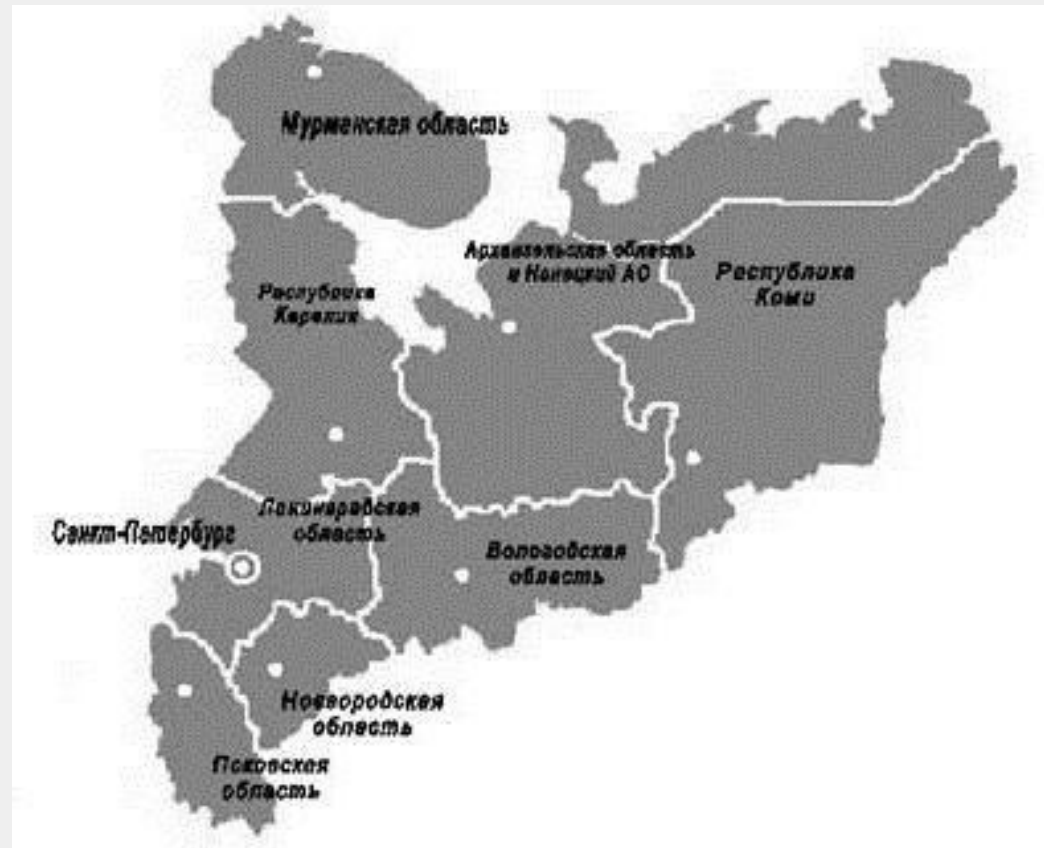 Мурманская область
Архангельская область
и Ненецкий АО
Республика
Коми
Республика
Карелия
Ленинградская
область
Санкт-Петербург
Вологодская
область
Новгородская
область
Псковская
область